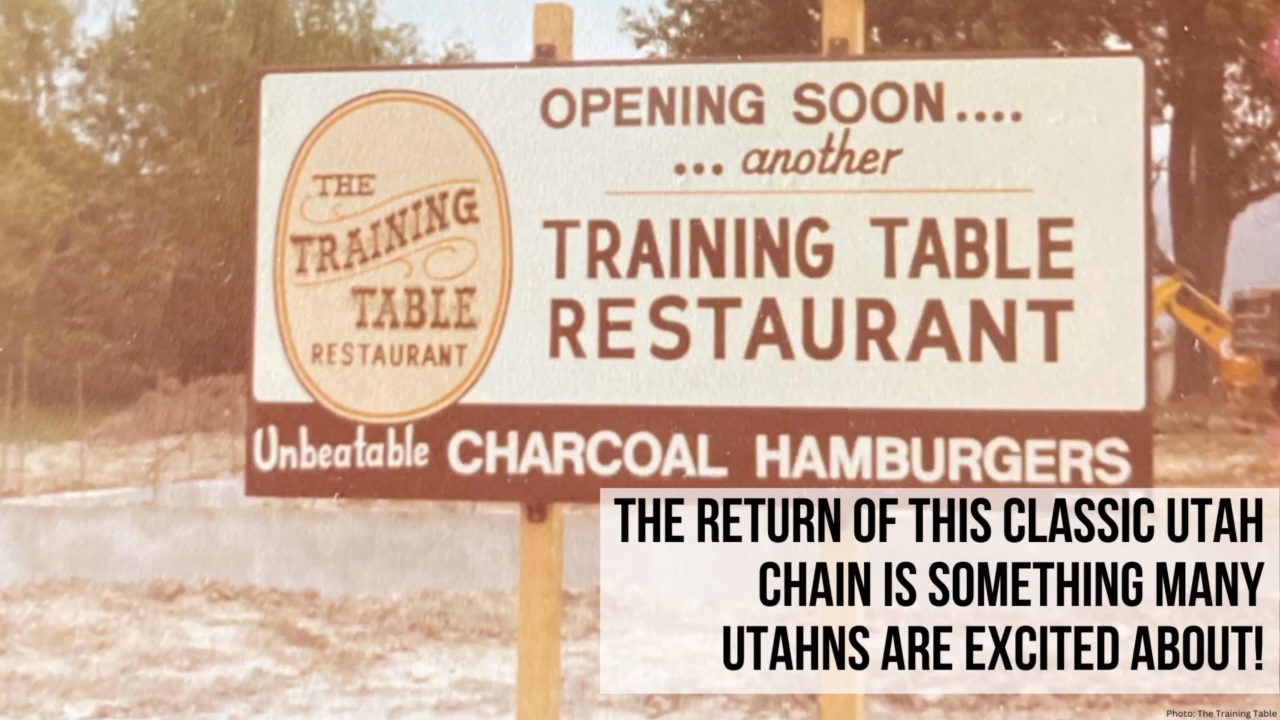 THE
TRAINING
TABLE
RESTAURANT
OPENING SOON....
... another
TRAINING TABLE
RESTAURANT
Unbeatable CHARCOAL HAMBURGERS
THE RETURN OF THIS CLASSIC UTAH
CHAIN IS SOMETHING MANY
UTAHNS ARE EXCITED ABOUT!
Photo: The Training Table